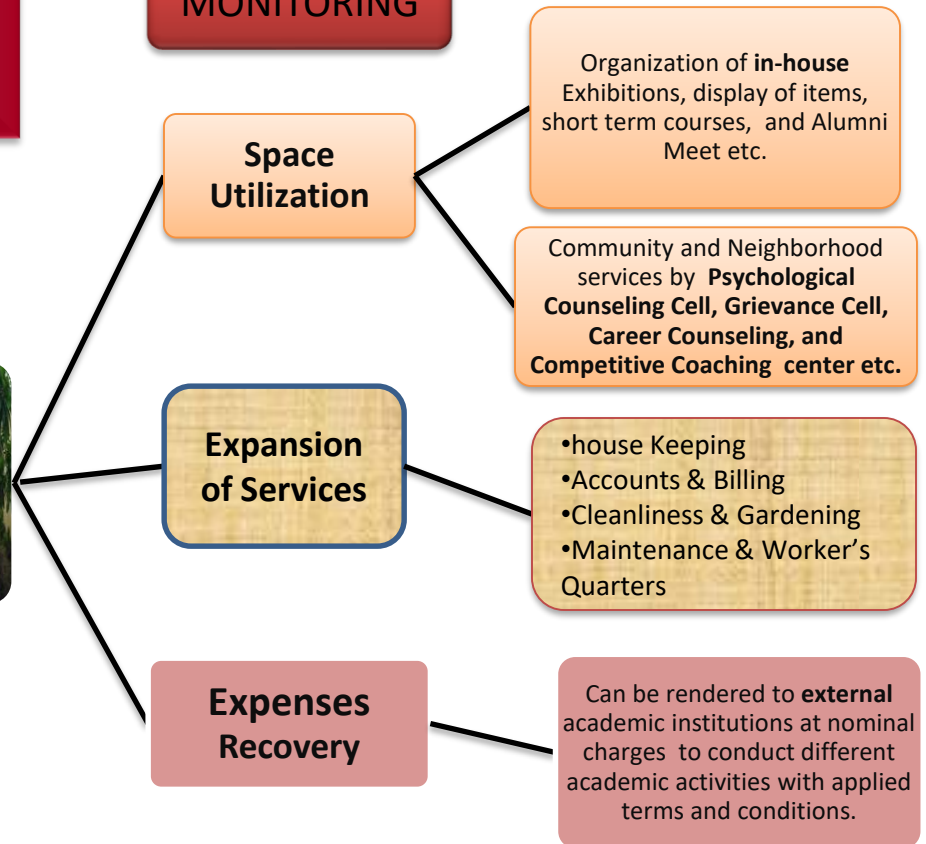 MONITORING
Organization of in-house
Exhibitions, display of items,
short term courses, and Alumni
Meet etc.
Space
Utilization
Community and Neighborhood
services by Psychological
Counseling Cell, Grievance Cell,
Career Counseling, and
Competitive Coaching center etc.
Expansion
of Services
•house Keeping
•Accounts & Billing
•Cleanliness & Gardening
•Maintenance & Worker's
Quarters
Expenses
Recovery
Can be rendered to external
academic institutions at nominal
charges to conduct different
academic activities with applied
terms and conditions.